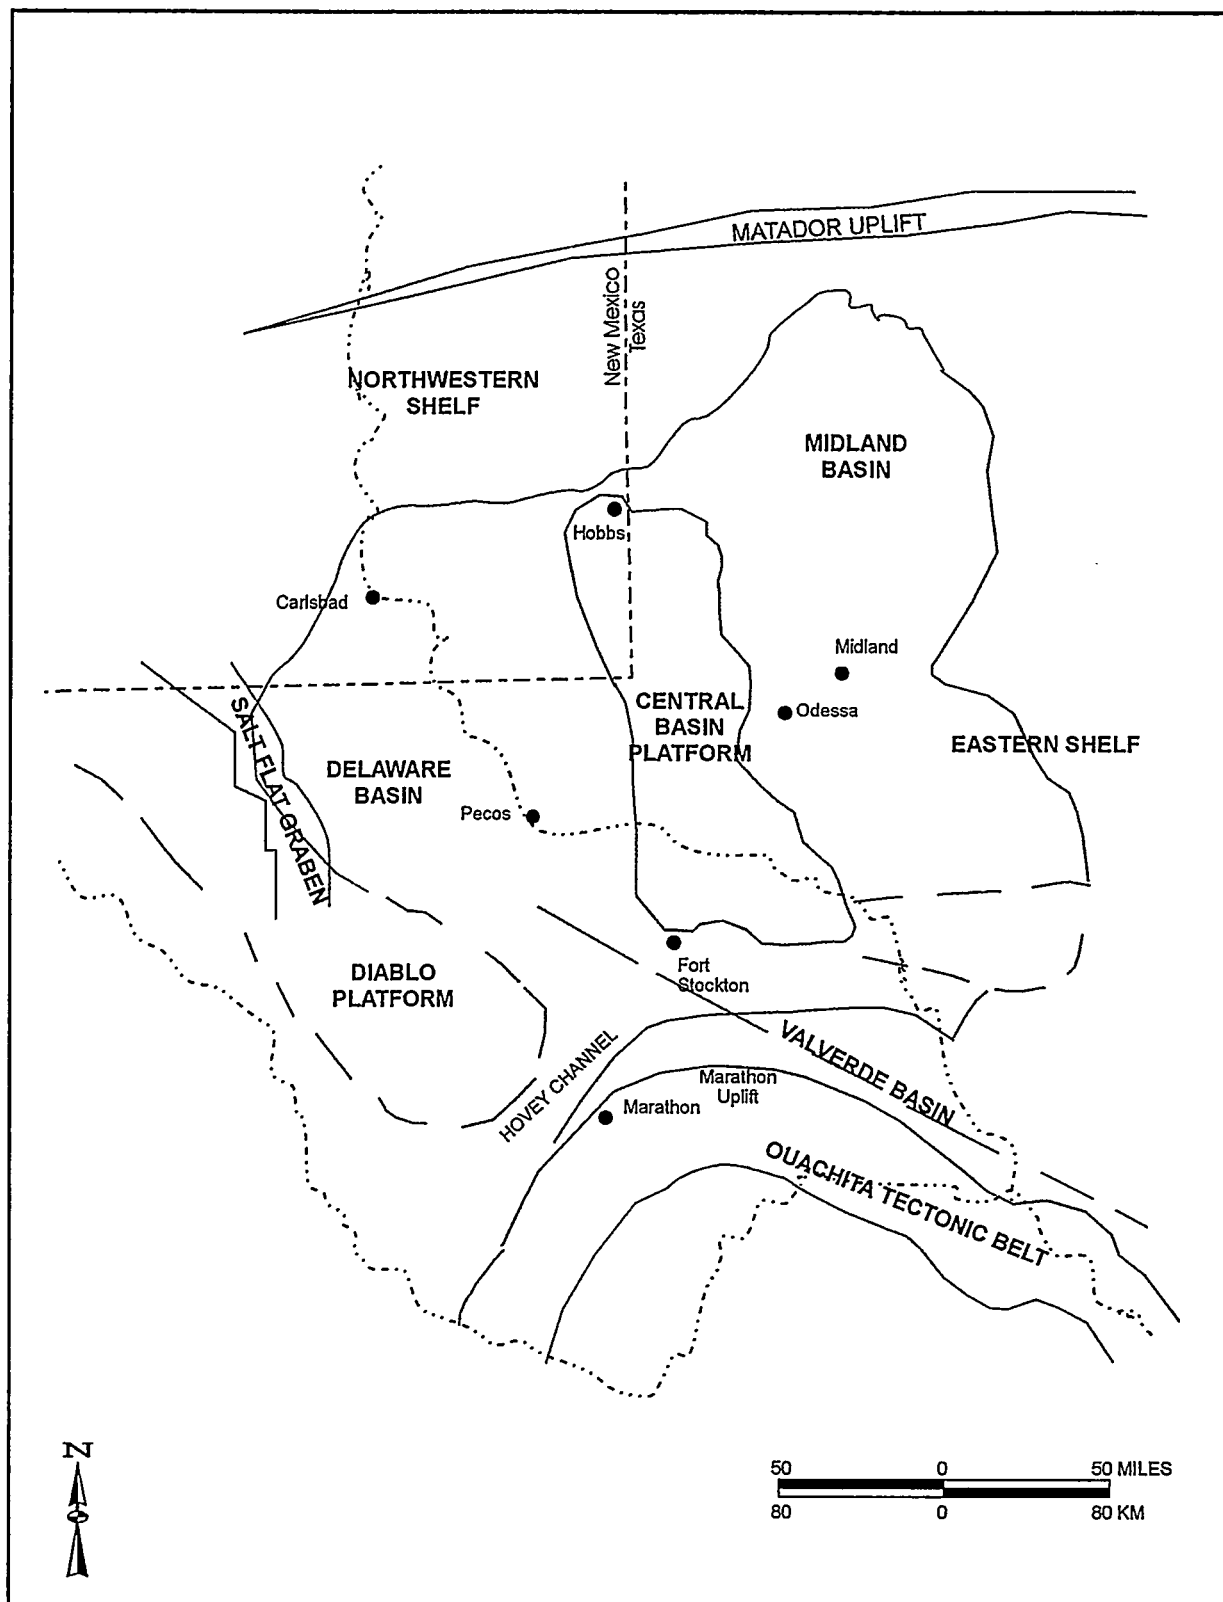 MATADOR UPLIFT
New Mexico
Texas
NORTHWESTERN
SHELF
MIDLAND
BASIN
Hobbs
Carlsbad
Midland
CENTRAL
BASIN
PLATFORM
Odessa
EASTERN SHELF
SALT FLAT GRABEN
DELAWARE
BASIN
Pecos
DIABLO
PLATFORM
Fort
Stockton
HOVEY CHANNEL
VALVERDE BASIN
Marathon
Uplift
Marathon
OUACHITA TECTONIC BELT
N
50 0 50 MILES
80 0 80 KM